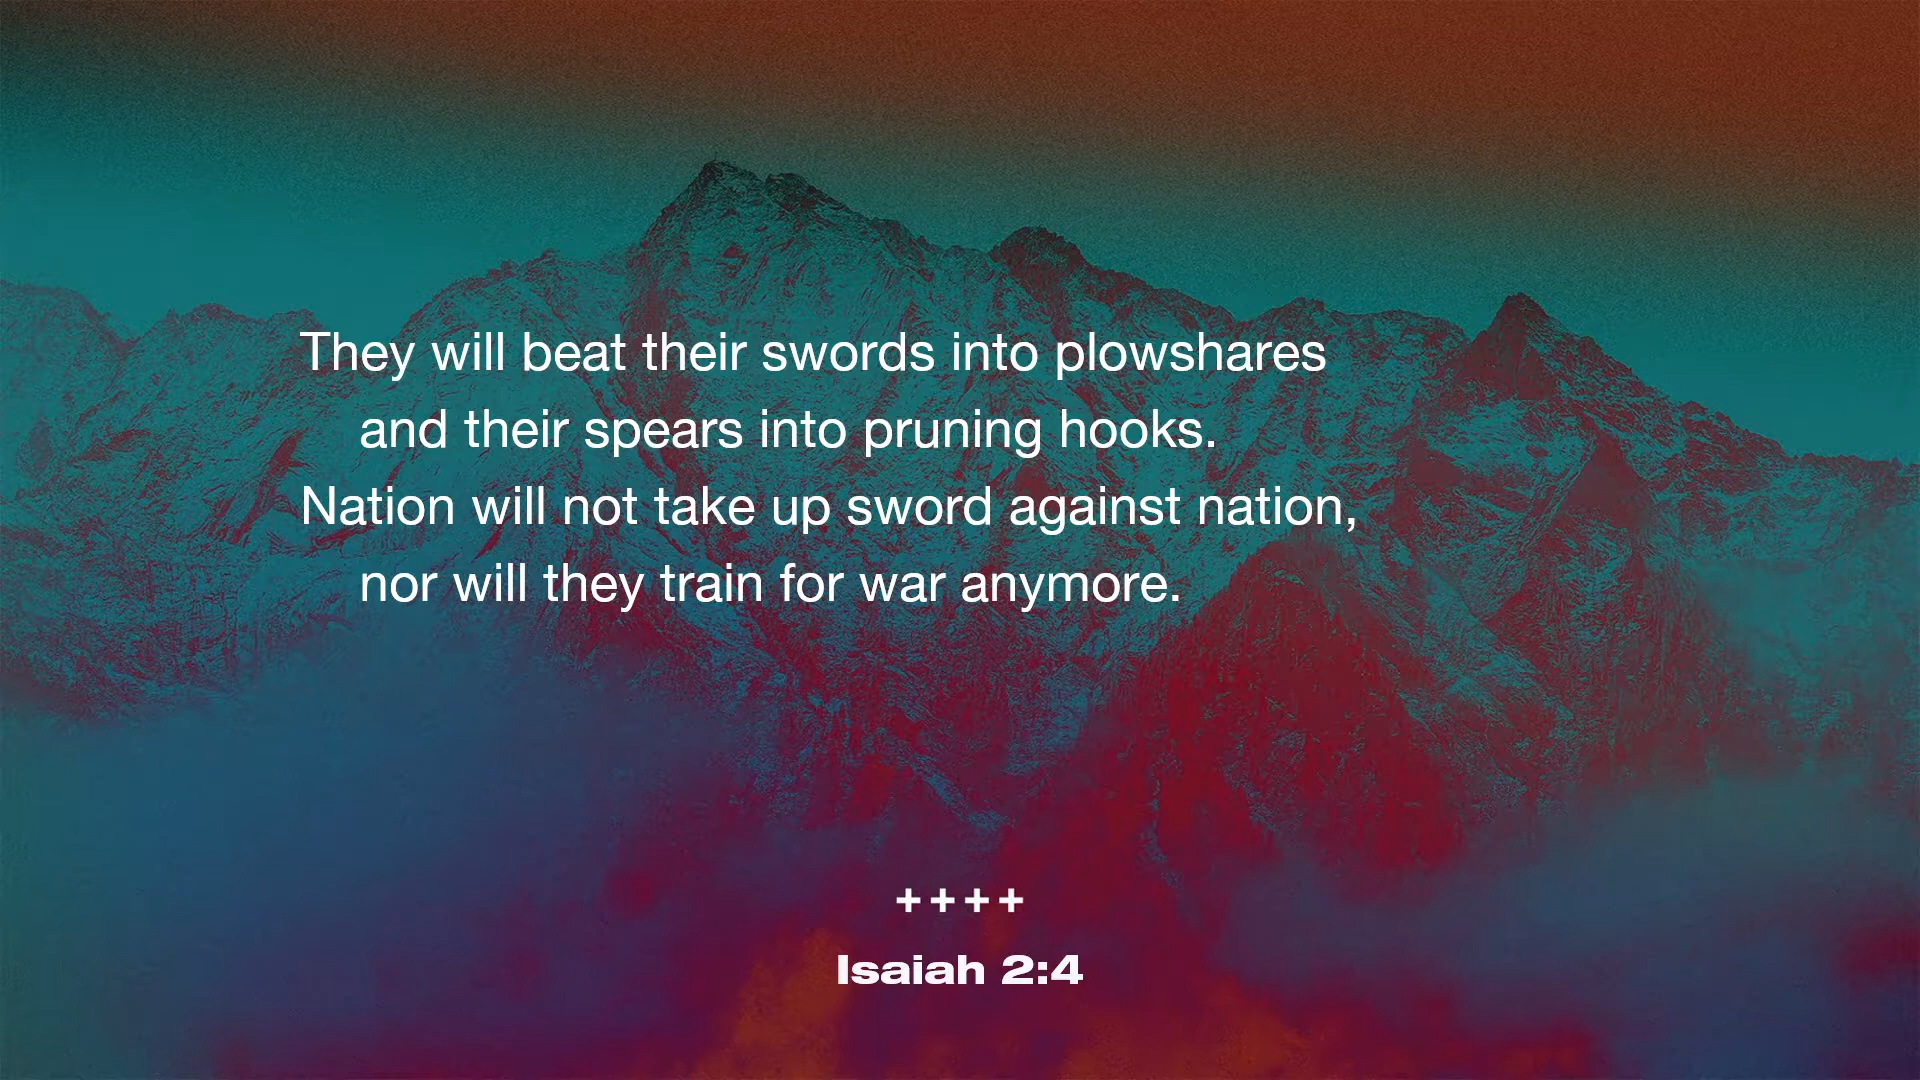 They will beat their swords into plowshares
and their spears into pruning hooks.
Nation will not take up sword against nation,
nor will they train for war anymore.
++++
Isaiah 2:4